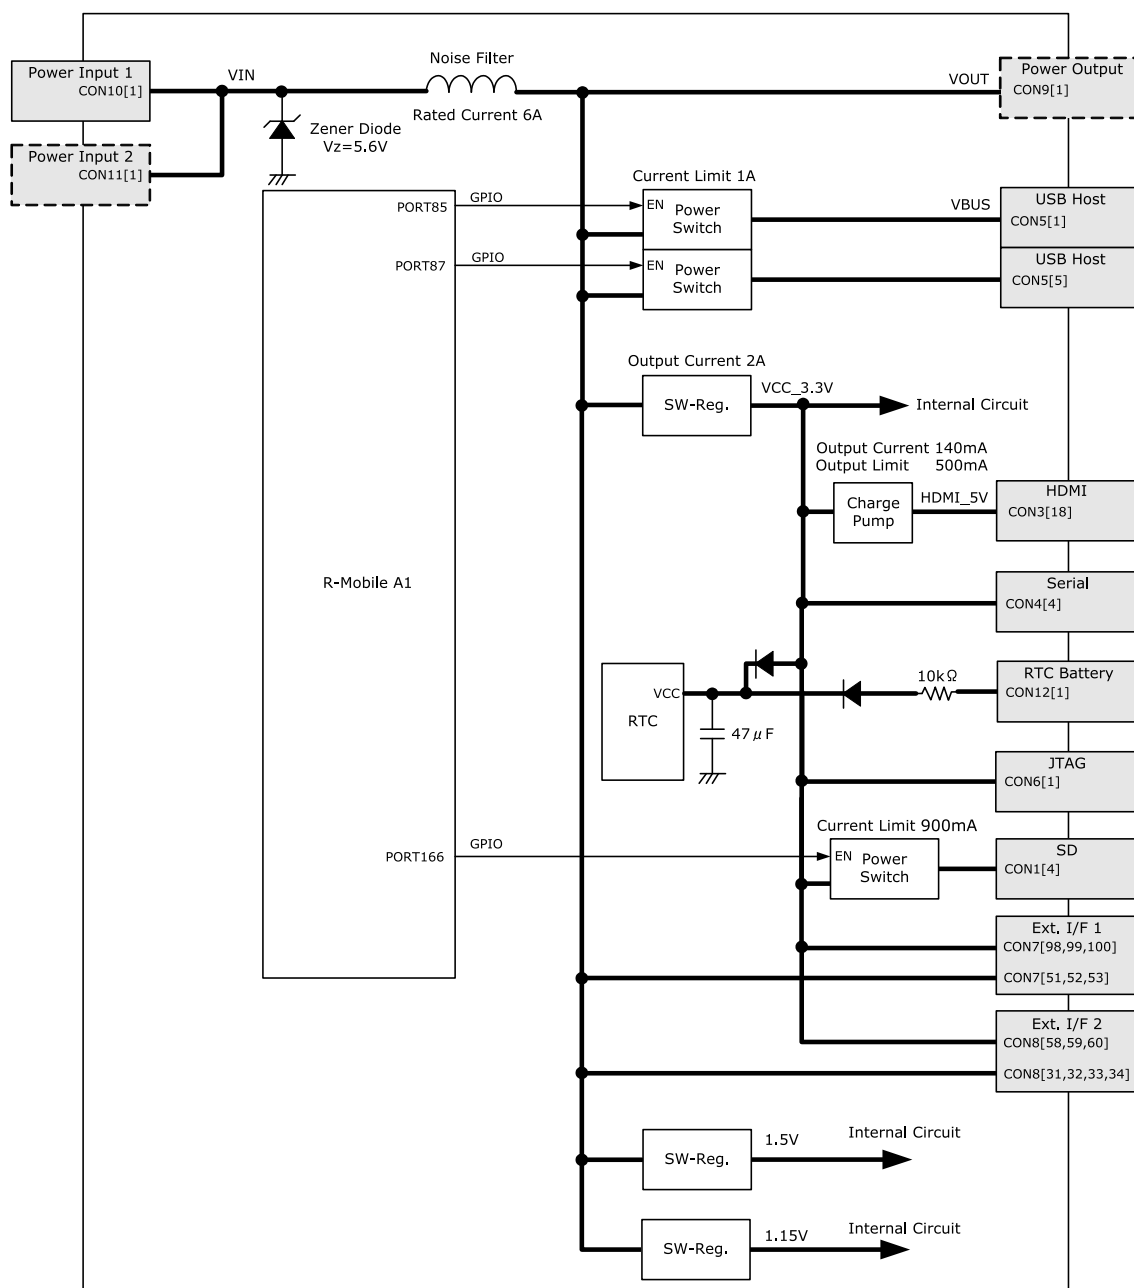 Noise Filter
Power Input 1
CON10[1]
VIN
VOUT
Power Output
CON9[1]
Rated Current 6A
Zener Diode
Vz=5.6V
Power Input 2
CON11[1]
Current Limit 1A
PORT85
GPIO
EN
Power
Switch
VBUS
USB Host
CON5[1]
PORT87
GPIO
EN
Power
Switch
USB Host
CON5[5]
Output Current 2A
SW-Reg.
VCC_3.3V
Internal Circuit
Output Current 140mA
Output Limit 500mA
Charge
Pump
HDMI_5V
HDMI
CON3[18]
R-Mobile A1
Serial
CON4[4]
RTC
VCC
10kΩ
RTC Battery
CON12[1]
47μF
JTAG
CON6[1]
Current Limit 900mA
PORT166
GPIO
EN
Power
Switch
SD
CON1[4]
Ext. I/F 1
CON7[98,99,100]
CON7[51,52,53]
Ext. I/F 2
CON8[58,59,60]
CON8[31,32,33,34]
SW-Reg.
1.5V
Internal Circuit
SW-Reg.
1.15V
Internal Circuit